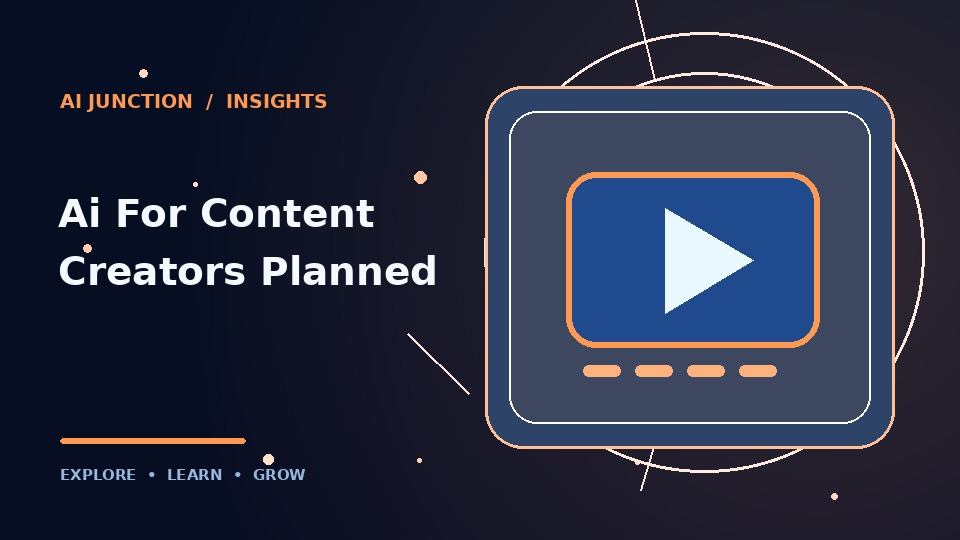 AI JUNCTION / INSIGHTS
Ai For Content
Creators Planned
EXPLORE • LEARN • GROW